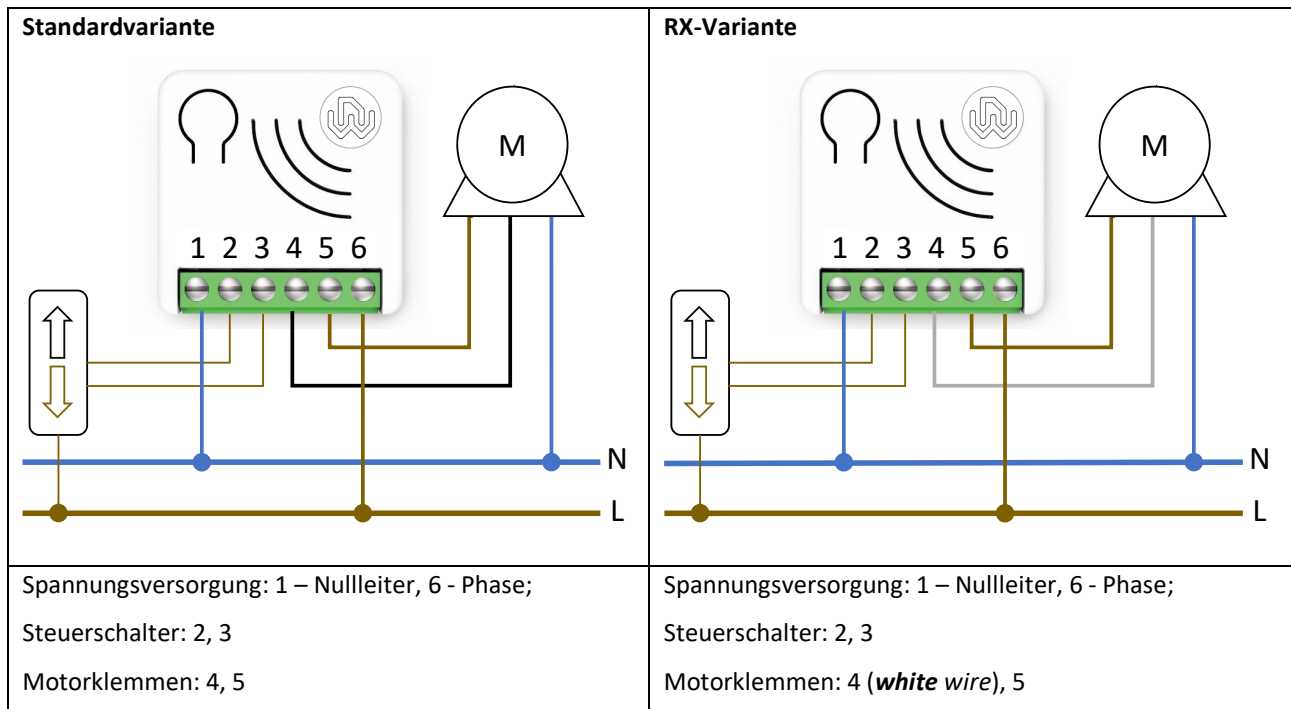 Standardvariante
M
1 2 3 4 5 6
N
L
Spannungsversorgung: 1 – Nullleiter, 6 - Phase;
Steuerschalter: 2, 3
Motorklemmen: 4, 5
RX-Variante
M
1 2 3 4 5 6
N
L
Spannungsversorgung: 1 – Nullleiter, 6 - Phase;
Steuerschalter: 2, 3
Motorklemmen: 4 (white wire), 5